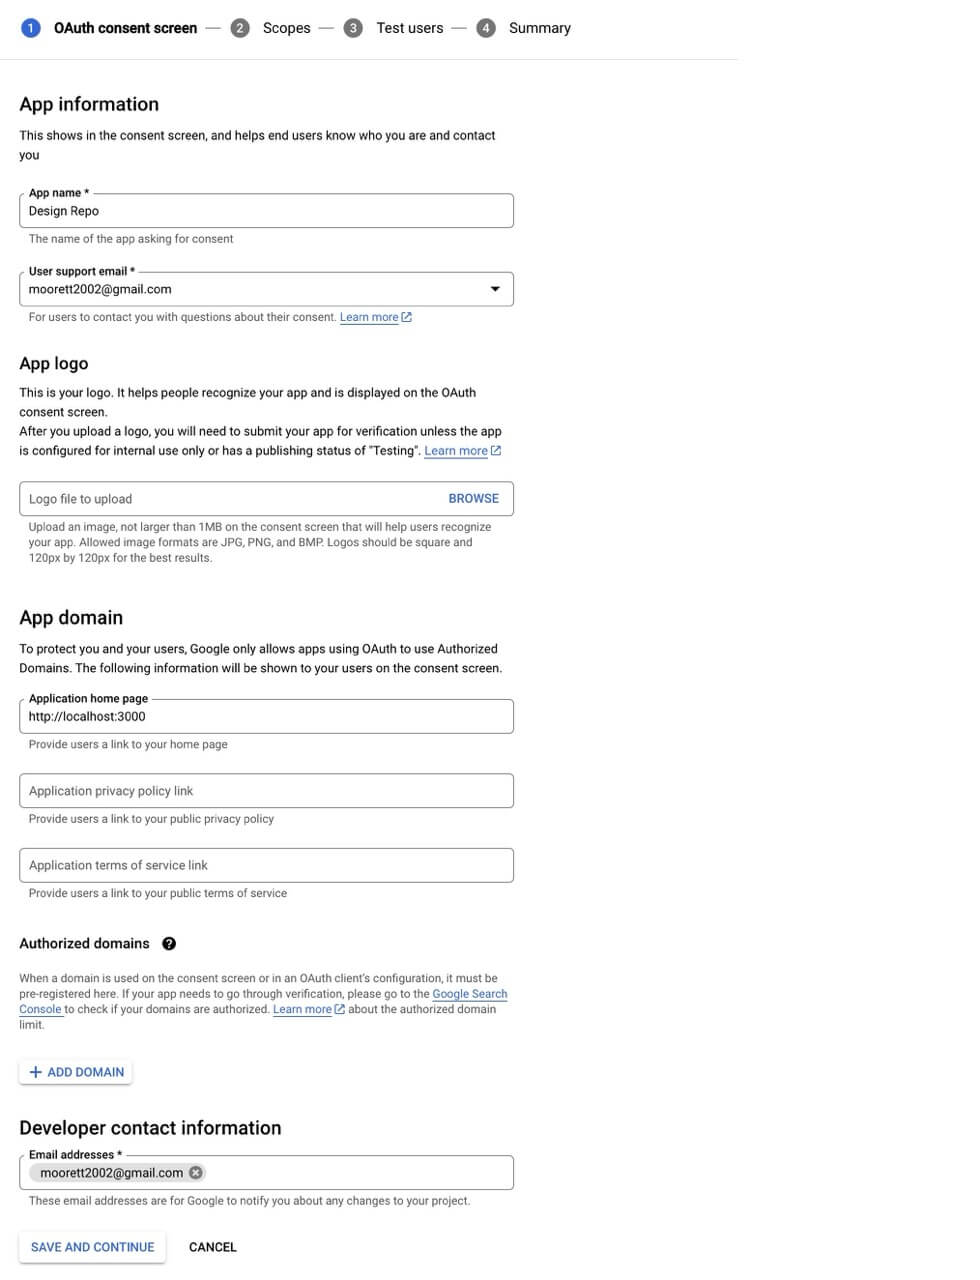 1 OAuth consent screen — 2 Scopes — 3 Test users — 4 Summary
App information
This shows in the consent screen, and helps end users know who you are and contact
you
App name *
Design Repo
The name of the app asking for consent
User support email *
moorett2002@gmail.com
For users to contact you with questions about their consent. Learn more
App logo
This is your logo. It helps people recognize your app and is displayed on the OAuth
consent screen.
After you upload a logo, you will need to submit your app for verification unless the app
is configured for internal use only or has a publishing status of "Testing". Learn more
Logo file to upload BROWSE
Upload an image, not larger than 1MB on the consent screen that will help users recognize
your app. Allowed image formats are JPG, PNG, and BMP. Logos should be square and
120px by 120px for the best results.
App domain
To protect you and your users, Google only allows apps using OAuth to use Authorized
Domains. The following information will be shown to your users on the consent screen.
Application home page
http://localhost:3000
Provide users a link to your home page
Application privacy policy link
Provide users a link to your public privacy policy
Application terms of service link
Provide users a link to your public terms of service
Authorized domains ?
When a domain is used on the consent screen or in an OAuth client's configuration, it must be
pre-registered here. If your app needs to go through verification, please go to the Google Search
Console to check if your domains are authorized. Learn more about the authorized domain
limit.
+ ADD DOMAIN
Developer contact information
Email addresses *
moorett2002@gmail.com
These email addresses are for Google to notify you about any changes to your project.
SAVE AND CONTINUE CANCEL